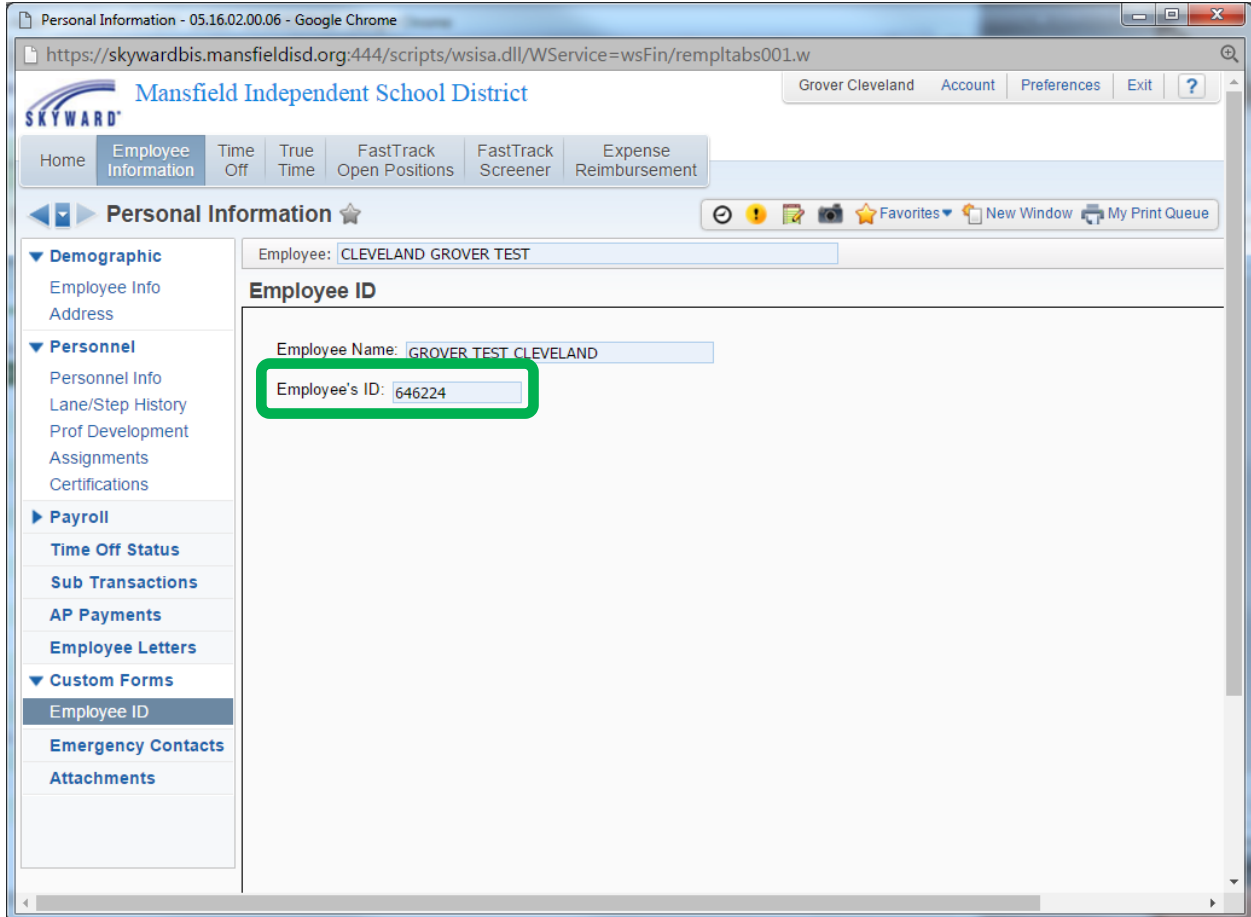 Personal Information - 05.16.02.00.06 - Google Chrome
https://skywardbis.mansfieldisd.org:444/scripts/wsisa.dll/WService=wsFin/rempltabs001.w
SKYWARD®
Mansfield Independent School District
Grover Cleveland Account Preferences Exit ?
Home
Employee Information
Time Off
True Time
FastTrack Open Positions
FastTrack Screener
Expense Reimbursement
Personal Information
Favorites New Window My Print Queue
Demographic
Employee Info
Address
Personnel
Personnel Info
Lane/Step History
Prof Development
Assignments
Certifications
Payroll
Time Off Status
Sub Transactions
AP Payments
Employee Letters
Custom Forms
Employee ID
Emergency Contacts
Attachments
Employee: CLEVELAND GROVER TEST
Employee ID
Employee Name: GROVER TEST CLEVELAND
Employee's ID: 646224